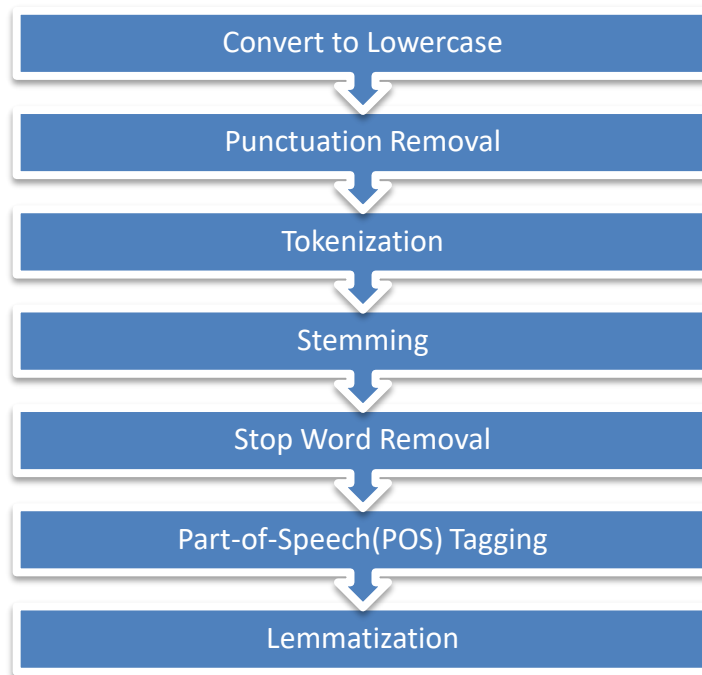 Convert to Lowercase
Punctuation Removal
Tokenization
Stemming
Stop Word Removal
Part-of-Speech(POS) Tagging
Lemmatization